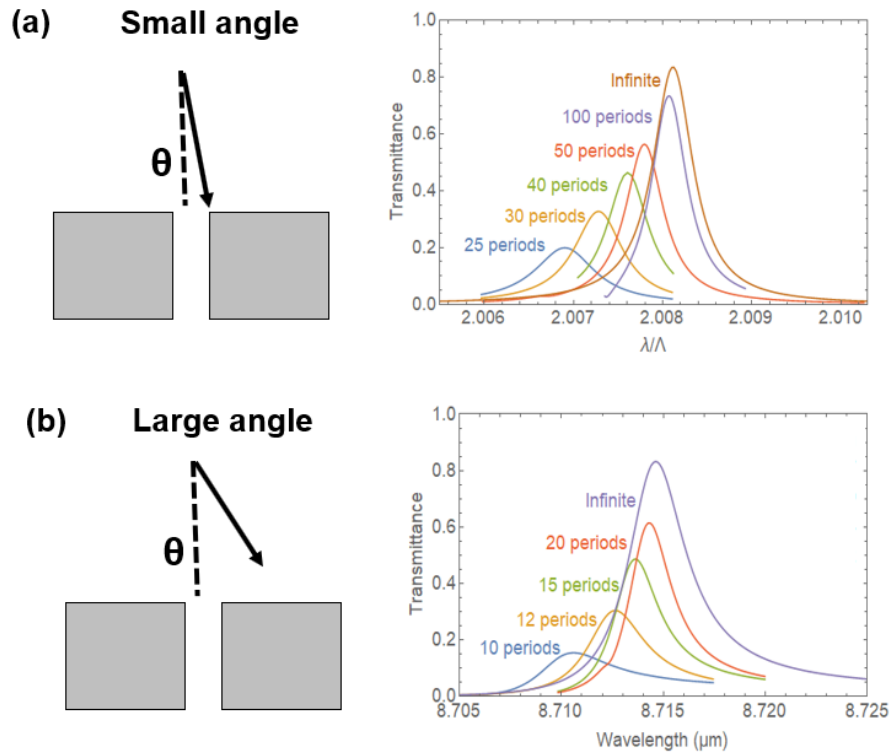 (a) Small angle
θ
Transmittance
1.0
0.8
0.6
0.4
0.2
0.0
Infinite
100 periods
50 periods
40 periods
30 periods
25 periods
2.006 2.007 2.008 2.009 2.010
λ/Λ
(b) Large angle
θ
Transmittance
1.0
0.8
0.6
0.4
0.2
0.0
Infinite
20 periods
15 periods
12 periods
10 periods
8.705 8.710 8.715 8.720 8.725
Wavelength (μm)